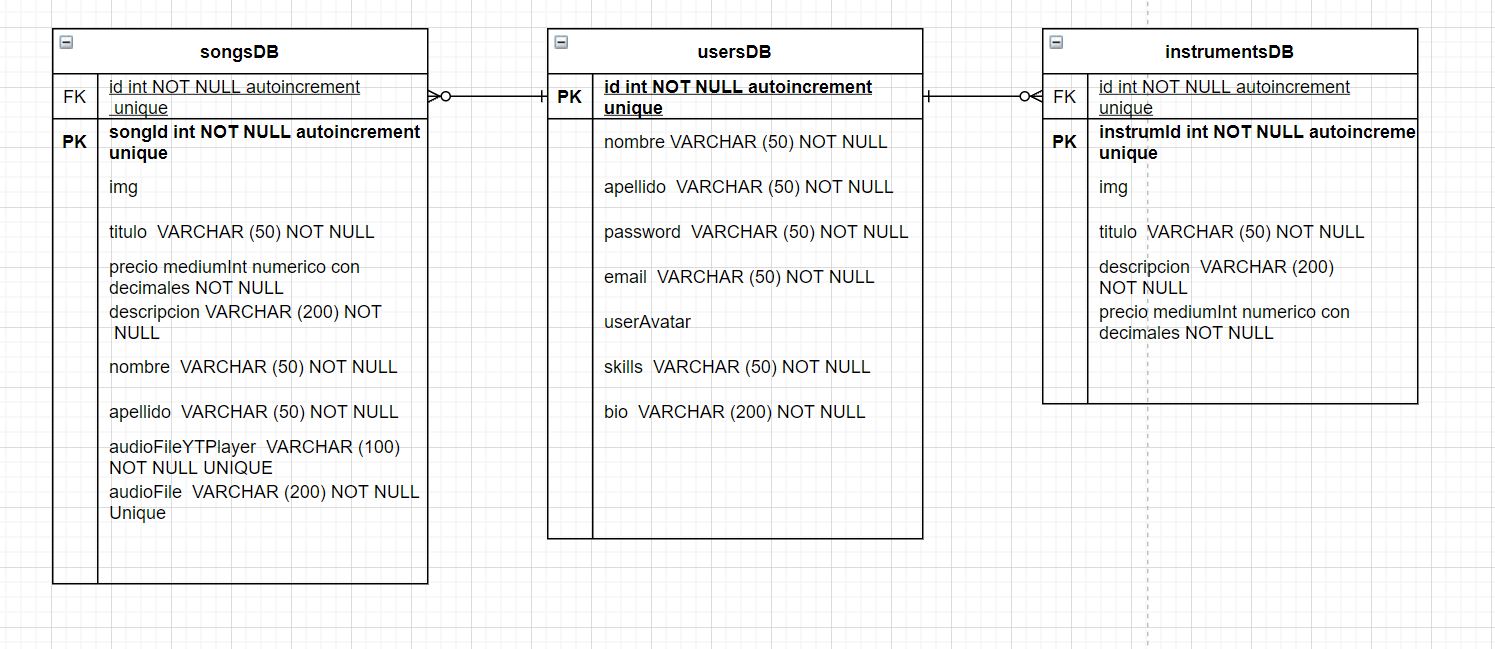 songsDB
FK
id int NOT NULL autoincrement
unique
PK
songId int NOT NULL autoincrement
unique
img
titulo VARCHAR (50) NOT NULL
precio mediumInt numerico con
decimales NOT NULL
descripcion VARCHAR (200) NOT
NULL
nombre VARCHAR (50) NOT NULL
apellido VARCHAR (50) NOT NULL
audioFileYTPlayer VARCHAR (100)
NOT NULL UNIQUE
audioFile VARCHAR (200) NOT NULL
Unique
usersDB
PK
id int NOT NULL autoincrement
unique
nombre VARCHAR (50) NOT NULL
apellido VARCHAR (50) NOT NULL
password VARCHAR (50) NOT NULL
email VARCHAR (50) NOT NULL
userAvatar
skills VARCHAR (50) NOT NULL
bio VARCHAR (200) NOT NULL
instrumentsDB
FK
id int NOT NULL autoincrement
unique
PK
instrumId int NOT NULL autoincreme
unique
img
titulo VARCHAR (50) NOT NULL
descripcion VARCHAR (200)
NOT NULL
precio mediumInt numerico con
decimales NOT NULL